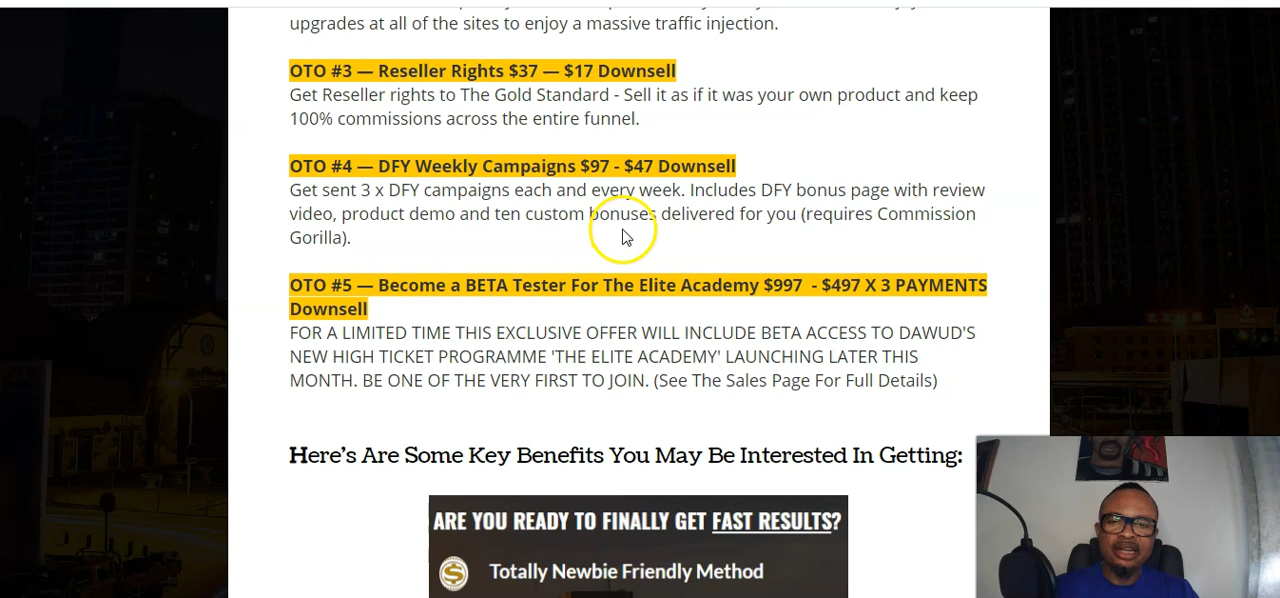 upgrades at all of the sites to enjoy a massive traffic injection.
OTO #3 — Reseller Rights $37 — $17 Downsell
Get Reseller rights to The Gold Standard - Sell it as if it was your own product and keep
100% commissions across the entire funnel.
OTO #4 — DFY Weekly Campaigns $97 - $47 Downsell
Get sent 3 x DFY campaigns each and every week. Includes DFY bonus page with review
video, product demo and ten custom bonuses delivered for you (requires Commission
Gorilla).
OTO #5 — Become a BETA Tester For The Elite Academy $997 - $497 X 3 PAYMENTS
Downsell
FOR A LIMITED TIME THIS EXCLUSIVE OFFER WILL INCLUDE BETA ACCESS TO DAWUD'S
NEW HIGH TICKET PROGRAMME 'THE ELITE ACADEMY' LAUNCHING LATER THIS
MONTH. BE ONE OF THE VERY FIRST TO JOIN. (See The Sales Page For Full Details)
Here's Are Some Key Benefits You May Be Interested In Getting:
ARE YOU READY TO FINALLY GET FAST RESULTS?
Totally Newbie Friendly Method